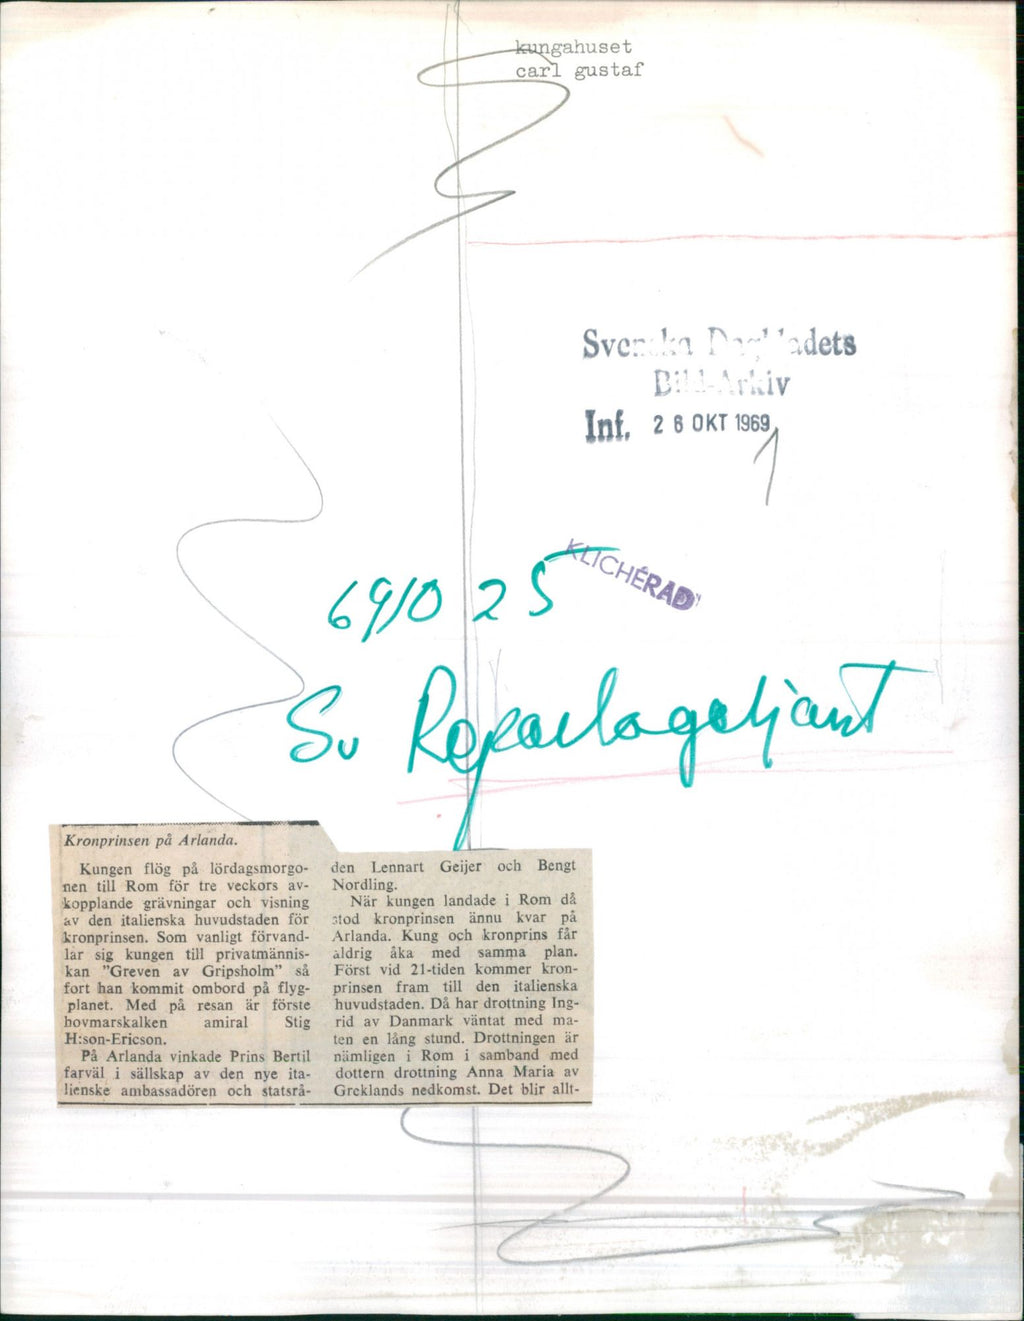 kungahuset
carl gustaf
Svenska Dagbladets
Bild-Arkiv
Inf. 26 OKT 1969
1
KLICHÉRAD
691025
Sv Reportagetjänst
Kronprinsen på Arlanda.
Kungen flög på lördagsmorgo-
nen till Rom för tre veckors av-
kopplande grävningar och visning
av den italienska huvudstaden för
kronprinsen. Som vanligt förvand-
lar sig kungen till privatmännis-
kan "Greven av Gripsholm" så
fort han kommit ombord på flyg-
planet. Med på resan är förste
hovmarskalken amiral Stig
H:son-Ericson.
På Arlanda vinkade Prins Bertil
farväl i sällskap av den nye ita-
lienske ambassadören och statsrå-
den Lennart Geijer och Bengt
Nordling.
När kungen landade i Rom då
stod kronprinsen ännu kvar på
Arlanda. Kung och kronprins får
aldrig åka med samma plan.
Först vid 21-tiden kommer kron-
prinsen fram till den italienska
huvudstaden. Då har drottning Ing-
rid av Danmark väntat med ma-
ten en lång stund. Drottningen är
nämligen i Rom i samband med
dottern drottning Anna Maria av
Greklands nedkomst. Det blir allt-